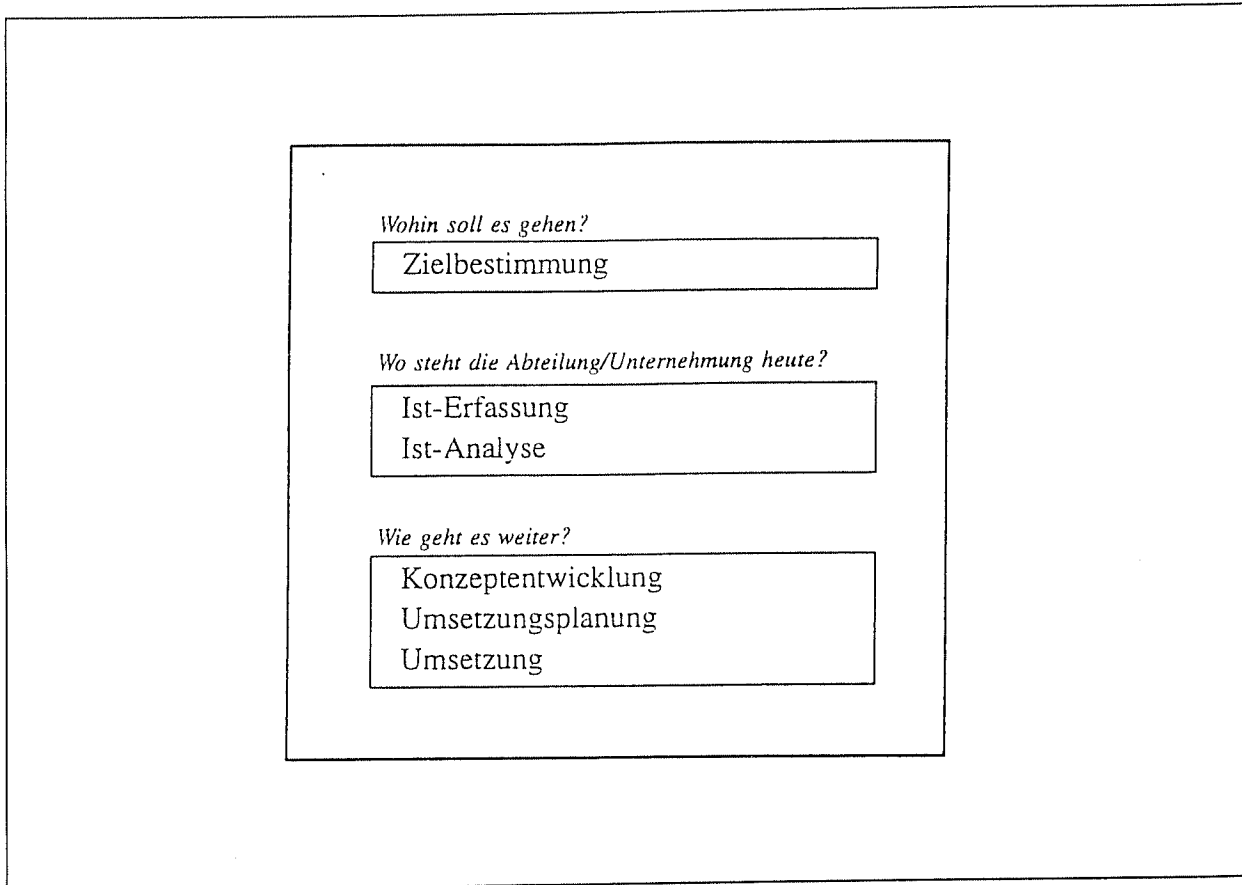 Wohin soll es gehen?
Zielbestimmung
Wo steht die Abteilung/Unternehmung heute?
Ist-Erfassung
Ist-Analyse
Wie geht es weiter?
Konzeptentwicklung
Umsetzungsplanung
Umsetzung